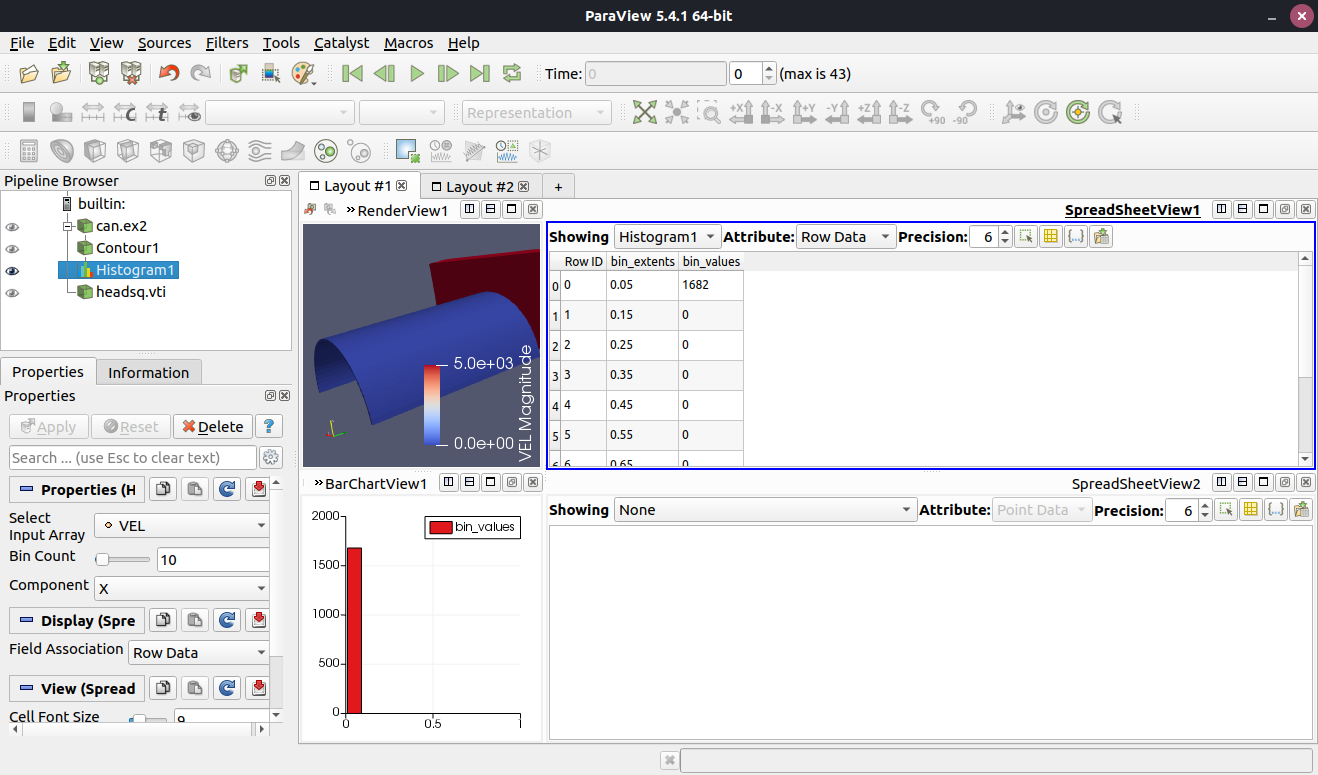 ParaView 5.4.1 64-bit
File Edit View Sources Filters Tools Catalyst Macros Help
Time: 0 0 (max is 43)
C t Representation +X -X +Y -Y +Z -Z +90 -90
Pipeline Browser
builtin:
can.ex2
Contour1
Histogram1
headsq.vti
Properties Information
Properties
Apply Reset Delete ?
Search ... (use Esc to clear text)
Properties (H
Select
Input Array
VEL
Bin Count 10
Component X
Display (Spre
Field Association Row Data
View (Spread
Cell Font Size 9
Layout #1 Layout #2 +
RenderView1
5.0e+03
0.0e+00
VEL Magnitude
SpreadSheetView1
Showing Histogram1 Attribute: Row Data Precision: 6 {...}
Row ID bin_extents bin_values
0 0 0.05 1682
1 1 0.15 0
2 2 0.25 0
3 3 0.35 0
4 4 0.45 0
5 5 0.55 0
6 6 0.65 0
BarChartView1
bin_values
2000
1500
1000
500
0
0 0.5 1
SpreadSheetView2
Showing None Attribute: Point Data Precision: 6 {...}